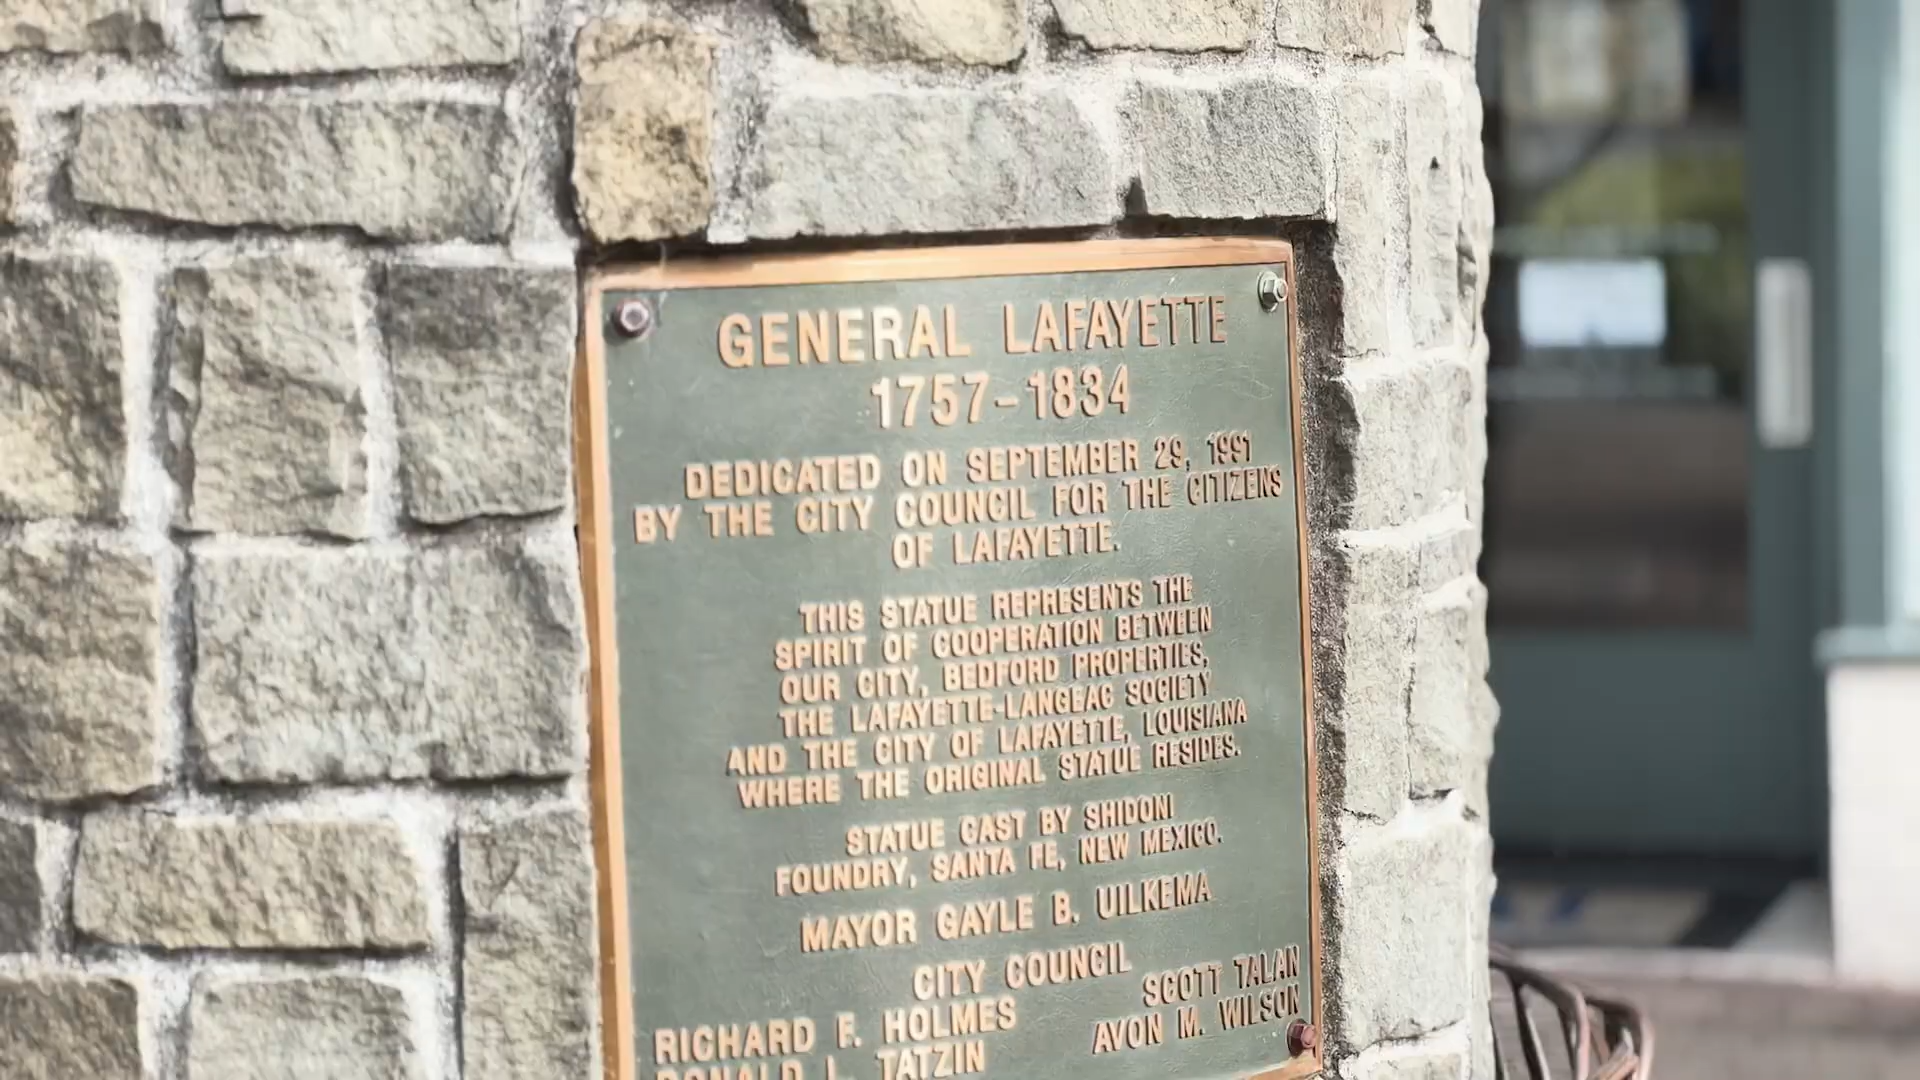 GENERAL LAFAYETTE
1757-1834
DEDICATED ON SEPTEMBER 29, 1991
BY THE CITY COUNCIL FOR THE CITIZENS
OF LAFAYETTE.
THIS STATUE REPRESENTS THE
SPIRIT OF COOPERATION BETWEEN
OUR CITY, BEDFORD PROPERTIES,
THE LAFAYETTE-LANGEAC SOCIETY
AND THE CITY OF LAFAYETTE, LOUISIANA
WHERE THE ORIGINAL STATUE RESIDES.
STATUE CAST BY SHIDONI
FOUNDRY, SANTA FE, NEW MEXICO.
MAYOR GAYLE B. UILKEMA
CITY COUNCIL
RICHARD F. HOLMES SCOTT TALAN
DONALD L. TATZIN AVON M. WILSON